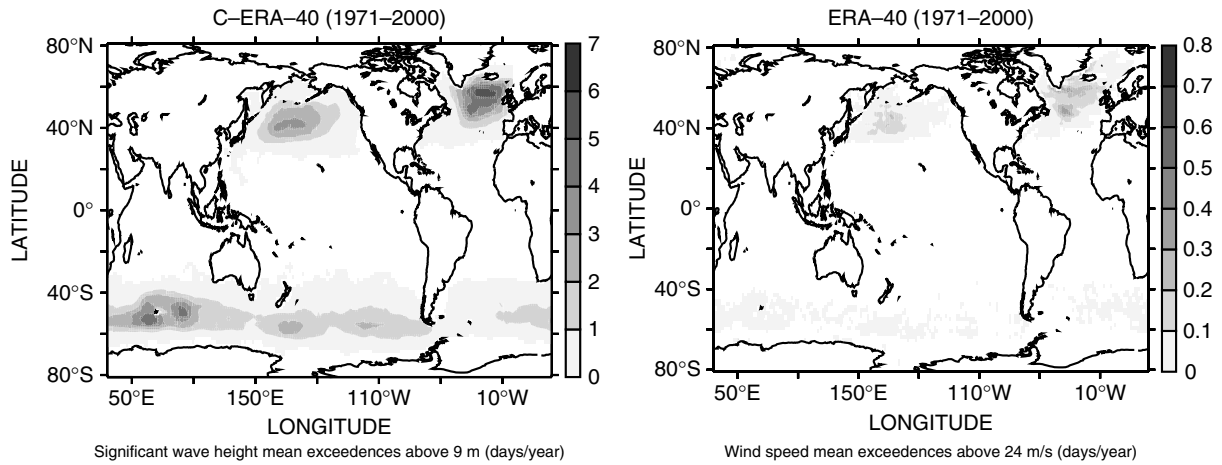 C–ERA–40 (1971–2000)
80°N
40°N
0°
40°S
80°S
LATITUDE
50°E 150°E 110°W 10°W
LONGITUDE
7
6
5
4
3
2
1
0
Significant wave height mean exceedences above 9 m (days/year)
ERA–40 (1971–2000)
80°N
40°N
0°
40°S
80°S
LATITUDE
50°E 150°E 110°W 10°W
LONGITUDE
0.8
0.7
0.6
0.5
0.4
0.3
0.2
0.1
0
Wind speed mean exceedences above 24 m/s (days/year)